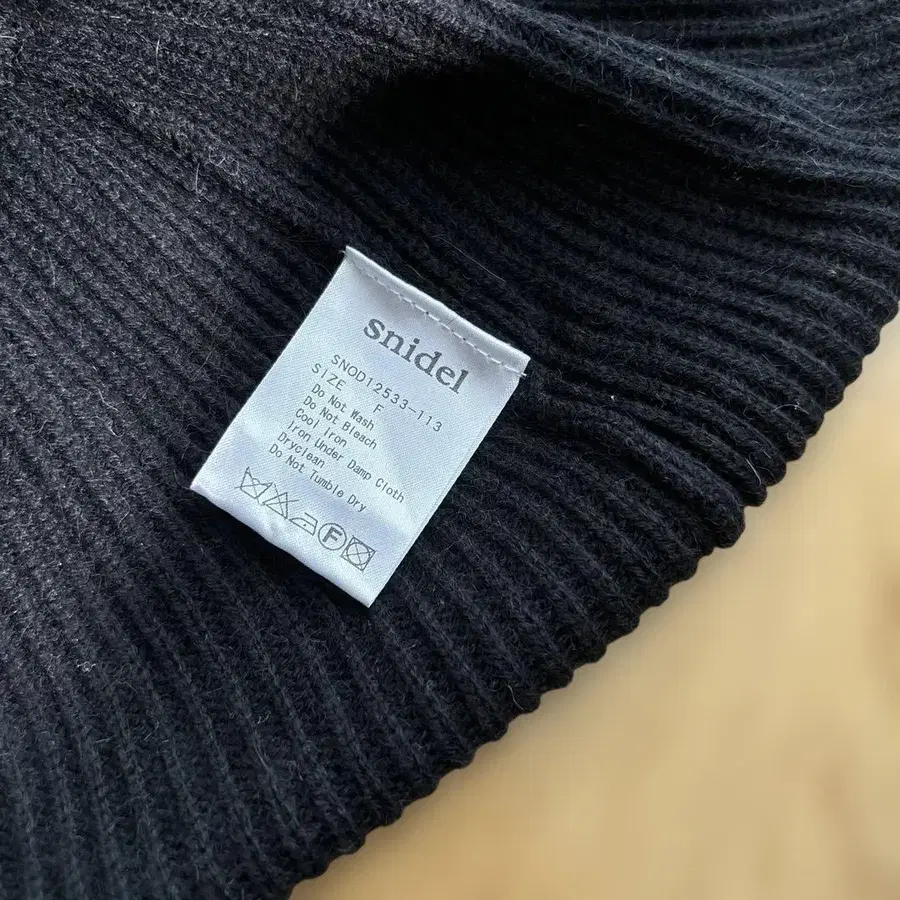 snidel
SNOD12533-113
SIZE F
Do Not Wash
Do Not Bleach
Cool Iron
Iron Under Damp Cloth
Dryclean
Do Not Tumble Dry
F